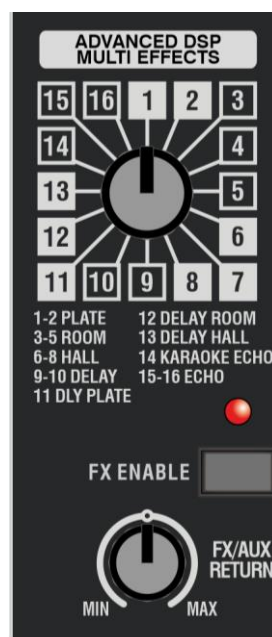 ADVANCED DSP
MULTI EFFECTS
15 16 1 2 3
14 4
13 5
12 6
11 10 9 8 7
1-2 PLATE 12 DELAY ROOM
3-5 ROOM 13 DELAY HALL
6-8 HALL 14 KARAOKE ECHO
9-10 DELAY 15-16 ECHO
11 DLY PLATE
FX ENABLE
FX/AUX
RETURN
MIN MAX